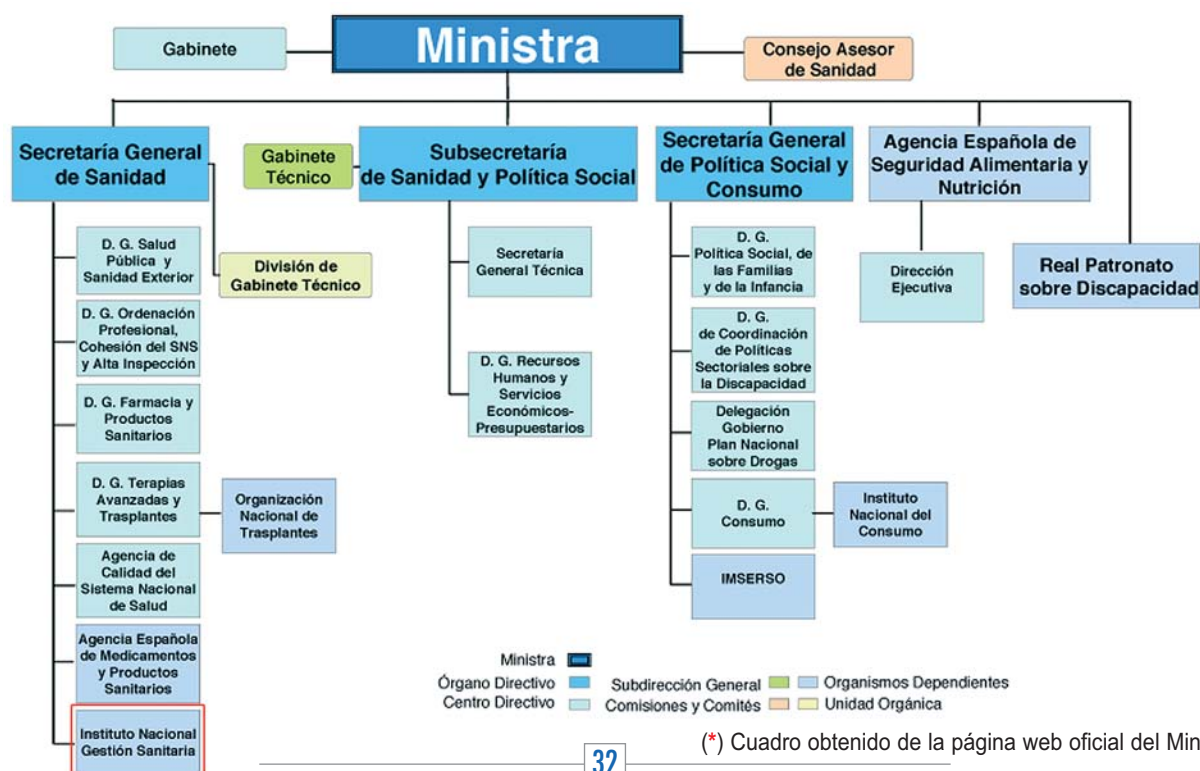 Gabinete
Ministra
Consejo Asesor
de Sanidad
Secretaría General
de Sanidad
Gabinete
Técnico
Subsecretaría
de Sanidad y Política Social
Secretaría General
de Política Social y
Consumo
Agencia Española de
Seguridad Alimentaria y
Nutrición
D. G. Salud
Pública y
Sanidad Exterior
División de
Gabinete Técnico
D. G. Ordenación
Profesional,
Cohesión del SNS
y Alta Inspección
D. G. Farmacia y
Productos
Sanitarios
D. G. Terapias
Avanzadas y
Trasplantes
Organización
Nacional de
Trasplantes
Agencia de
Calidad del
Sistema Nacional
de Salud
Agencia Española
de Medicamentos
y Productos
Sanitarios
Instituto Nacional
Gestión Sanitaria
Secretaría
General Técnica
D. G. Recursos
Humanos y
Servicios
Económicos-
Presupuestarios
D. G.
Política Social, de
las Familias
y de la Infancia
D. G.
de Coordinación
de Políticas
Sectoriales sobre
la Discapacidad
Delegación
Gobierno
Plan Nacional
sobre Drogas
D. G.
Consumo
Instituto
Nacional del
Consumo
IMSERSO
Dirección
Ejecutiva
Real Patronato
sobre Discapacidad
Ministra
Órgano Directivo
Subdirección General
Organismos Dependientes
Centro Directivo
Comisiones y Comités
Unidad Orgánica
(*) Cuadro obtenido de la página web oficial del Min
32